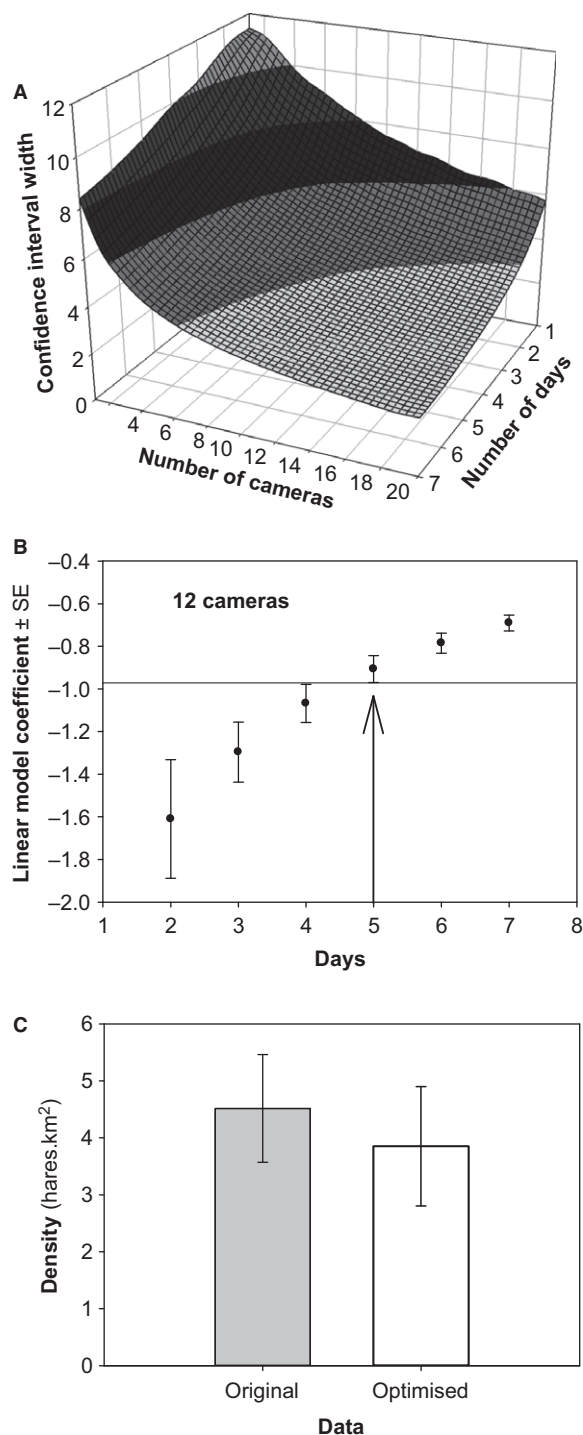 A
12
10
8
6
4
2
0
Confidence interval width
4 6 8 10 12 14 16 18 20
Number of cameras
1
2
3
4
5
6
7
Number of days
B
–0.4
–0.6
–0.8
–1.0
–1.2
–1.4
–1.6
–1.8
–2.0
Linear model coefficient ± SE
12 cameras
1 2 3 4 5 6 7 8
Days
C
6
5
4
3
2
1
0
Density (hares.km²)
Original Optimised
Data